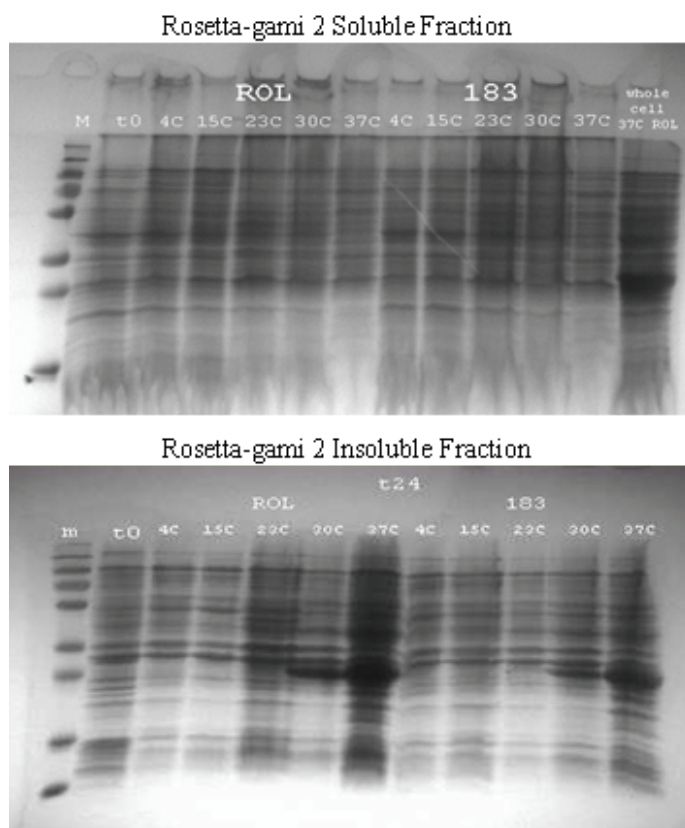 Rosetta-gami 2 Soluble Fraction
ROL 183 whole
cell
M t0 4C 15C 23C 30C 37C 4C 15C 23C 30C 37C 37C ROL
Rosetta-gami 2 Insoluble Fraction
t24
ROL 183
m t0 4C 15C 23C 30C 37C 4C 15C 23C 30C 37C